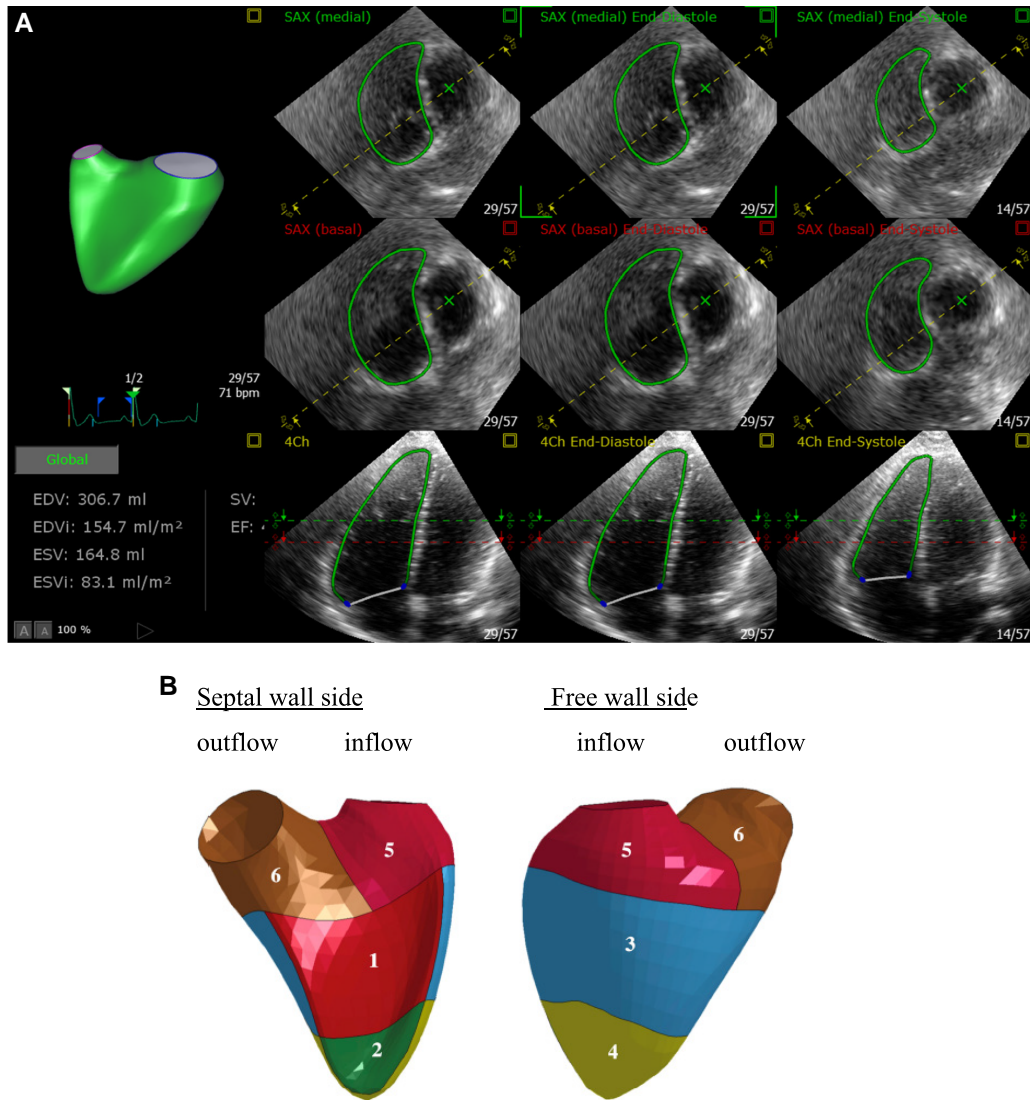 A
SAX (medial)
SAX (medial) End-Diastole
SAX (medial) End-Systole
29/57
29/57
14/57
SAX (basal)
SAX (basal) End-Diastole
SAX (basal) End-Systole
1/2
29/57
71 bpm
29/57
29/57
14/57
4Ch
4Ch End-Diastole
4Ch End-Systole
Global
EDV: 306.7 ml
SV:
EDVi: 154.7 ml/m²
EF:
ESV: 164.8 ml
ESVi: 83.1 ml/m²
A A 100 %
29/57
29/57
14/57
B
Septal wall side
Free wall side
outflow inflow
inflow outflow
5
6
1
2
6
5
3
4